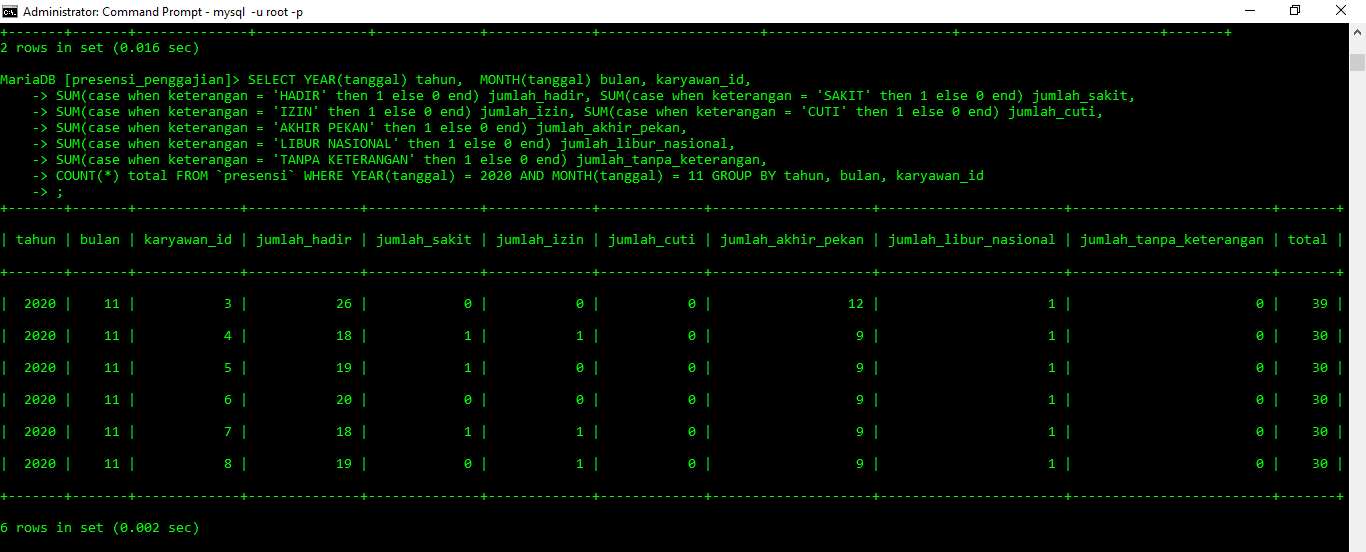 Administrator: Command Prompt - mysql  -u root -p
+-------+-------+--------------+--------------+--------------+-------------+--------------------+-----------------------+-------------------------+-------+
2 rows in set (0.016 sec)
MariaDB [presensi_penggajian]> SELECT YEAR(tanggal) tahun,  MONTH(tanggal) bulan, karyawan_id,
    -> SUM(case when keterangan = 'HADIR' then 1 else 0 end) jumlah_hadir, SUM(case when keterangan = 'SAKIT' then 1 else 0 end) jumlah_sakit,
    -> SUM(case when keterangan = 'IZIN' then 1 else 0 end) jumlah_izin, SUM(case when keterangan = 'CUTI' then 1 else 0 end) jumlah_cuti,
    -> SUM(case when keterangan = 'AKHIR PEKAN' then 1 else 0 end) jumlah_akhir_pekan,
    -> SUM(case when keterangan = 'LIBUR NASIONAL' then 1 else 0 end) jumlah_libur_nasional,
    -> SUM(case when keterangan = 'TANPA KETERANGAN' then 1 else 0 end) jumlah_tanpa_keterangan,
    -> COUNT(*) total FROM `presensi` WHERE YEAR(tanggal) = 2020 AND MONTH(tanggal) = 11 GROUP BY tahun, bulan, karyawan_id
    -> ;
+-------+-------+-------------+--------------+--------------+-------------+-------------+--------------------+-----------------------+-------------------------+-------+
| tahun | bulan | karyawan_id | jumlah_hadir | jumlah_sakit | jumlah_izin | jumlah_cuti | jumlah_akhir_pekan | jumlah_libur_nasional | jumlah_tanpa_keterangan | total |
+-------+-------+-------------+--------------+--------------+-------------+-------------+--------------------+-----------------------+-------------------------+-------+
|  2020 |    11 |           3 |           26 |            0 |           0 |           0 |                 12 |                     1 |                       0 |    39 |
|  2020 |    11 |           4 |           18 |            1 |           1 |           0 |                  9 |                     1 |                       0 |    30 |
|  2020 |    11 |           5 |           19 |            1 |           0 |           0 |                  9 |                     1 |                       0 |    30 |
|  2020 |    11 |           6 |           20 |            0 |           0 |           0 |                  9 |                     1 |                       0 |    30 |
|  2020 |    11 |           7 |           18 |            1 |           1 |           0 |                  9 |                     1 |                       0 |    30 |
|  2020 |    11 |           8 |           19 |            0 |           1 |           0 |                  9 |                     1 |                       0 |    30 |
+-------+-------+-------------+--------------+--------------+-------------+-------------+--------------------+-----------------------+-------------------------+-------+
6 rows in set (0.002 sec)